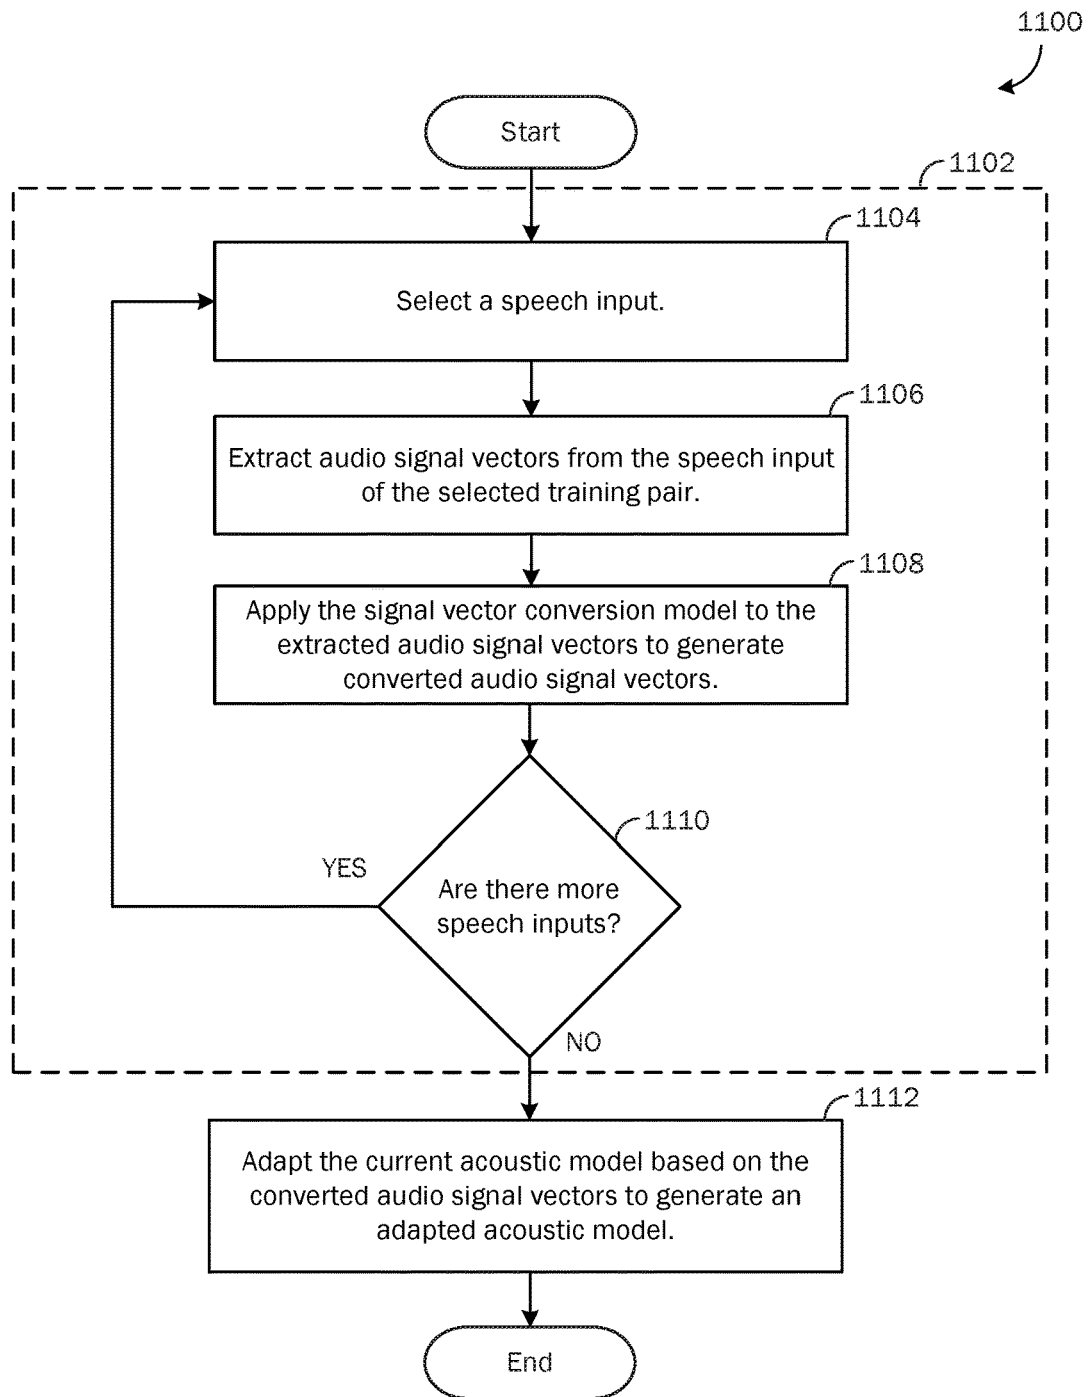 1100
Start
1102
1104
Select a speech input.
1106
Extract audio signal vectors from the speech input
of the selected training pair.
1108
Apply the signal vector conversion model to the
extracted audio signal vectors to generate
converted audio signal vectors.
1110
YES
Are there more
speech inputs?
NO
1112
Adapt the current acoustic model based on the
converted audio signal vectors to generate an
adapted acoustic model.
End